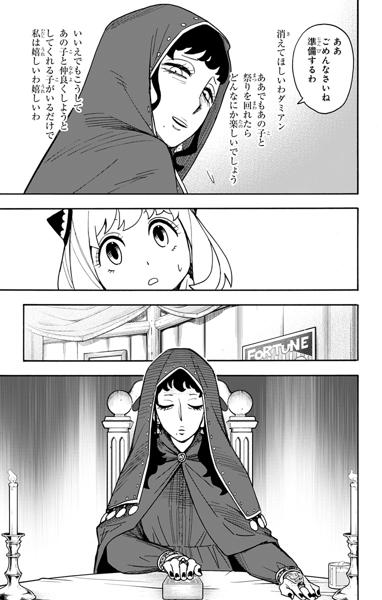 ああ
ごめんなさいね
準備するわ
消えてほしいわダミアン
ああでもあの子と
祭りを回れたら
どんなにか楽しいでしょう
いいえでもこうして
あの子と仲良くしようと
してくれる子がいるだけで
私は嬉しいわ嬉しいわ
FORTUNE